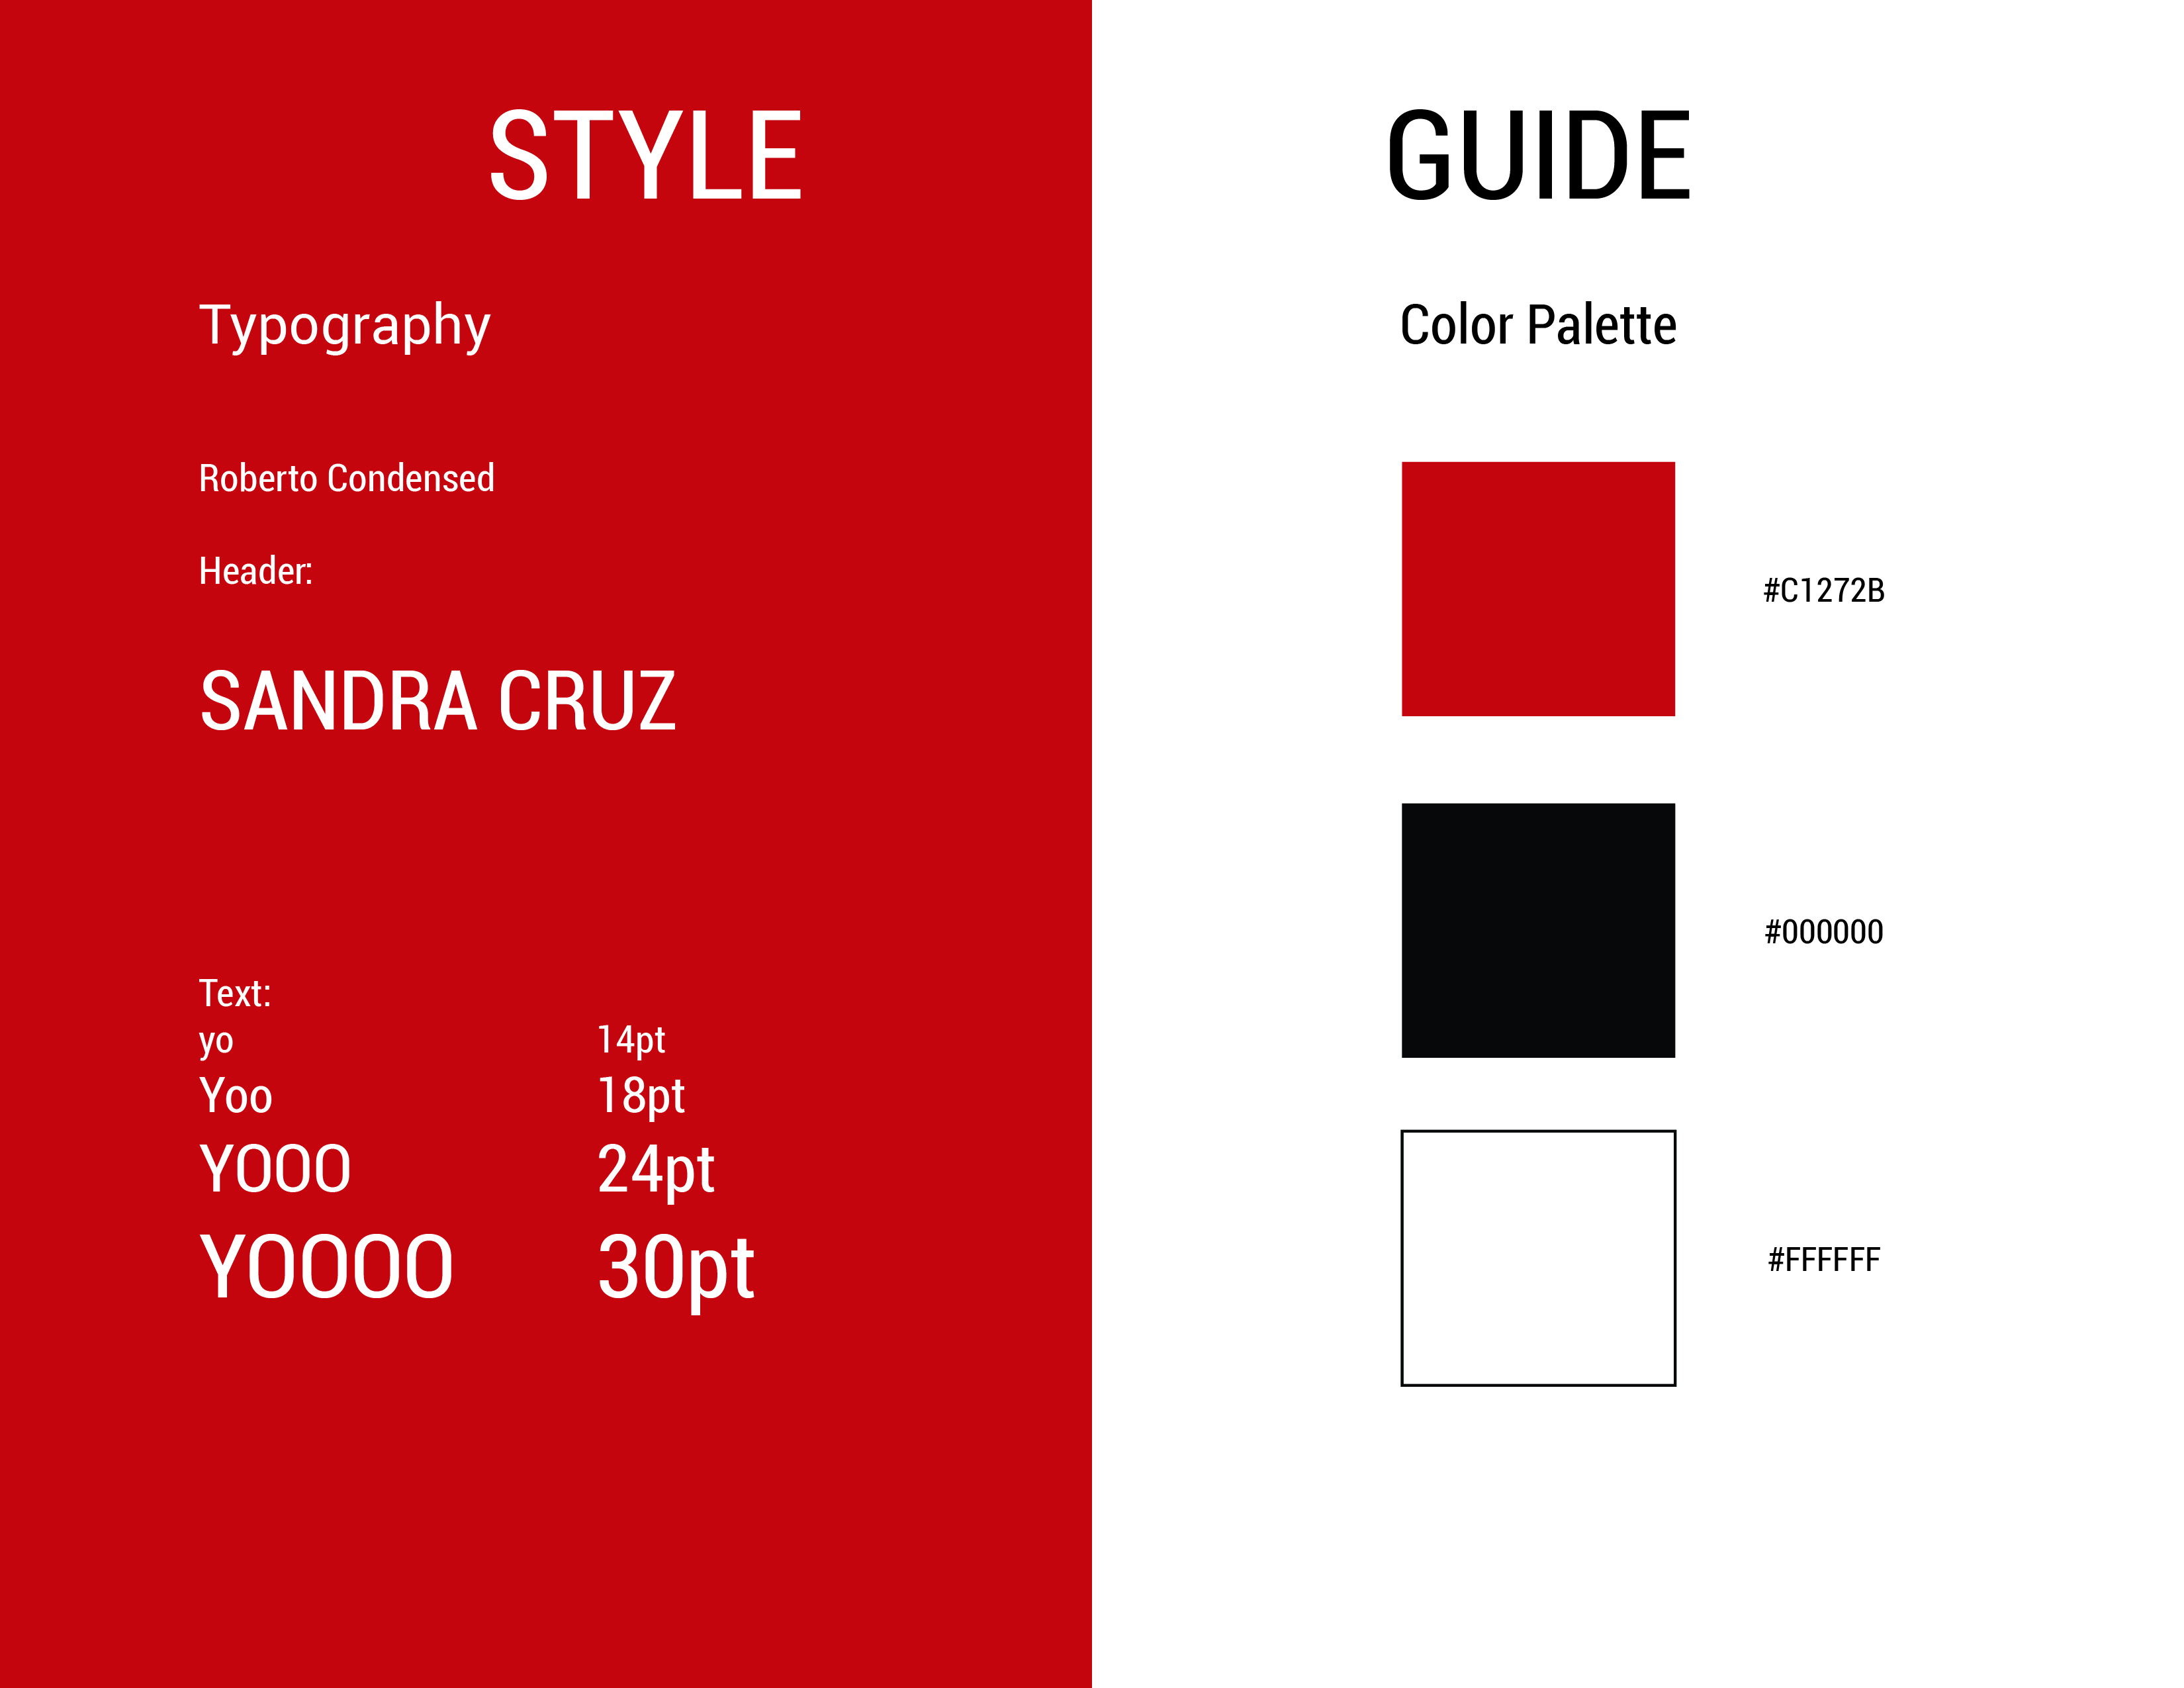 STYLE
GUIDE
Typography
Color Palette
Roberto Condensed
Header:
SANDRA CRUZ
Text:
yo 14pt
Yoo 18pt
YOOO 24pt
YOOOO 30pt
#C1272B
#000000
#FFFFFF